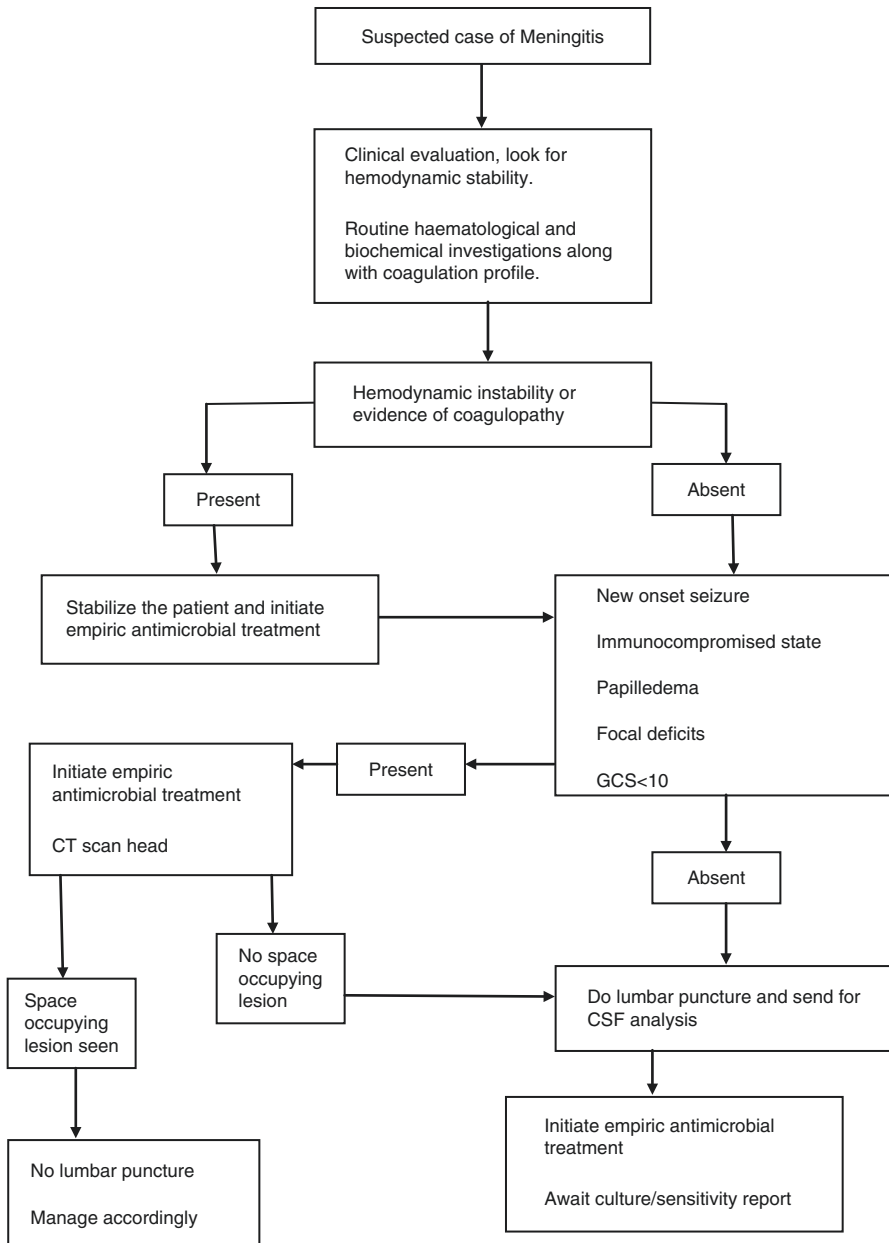 Suspected case of Meningitis
Clinical evaluation, look for
hemodynamic stability.
Routine haematological and
biochemical investigations along
with coagulation profile.
Hemodynamic instability or
evidence of coagulopathy
Present
Absent
Stabilize the patient and initiate
empiric antimicrobial treatment
New onset seizure
Immunocompromised state
Papilledema
Focal deficits
GCS<10
Present
Initiate empiric
antimicrobial treatment
CT scan head
Absent
No space
occupying
lesion
Space
occupying
lesion seen
Do lumbar puncture and send for
CSF analysis
No lumbar puncture
Manage accordingly
Initiate empiric antimicrobial
treatment
Await culture/sensitivity report